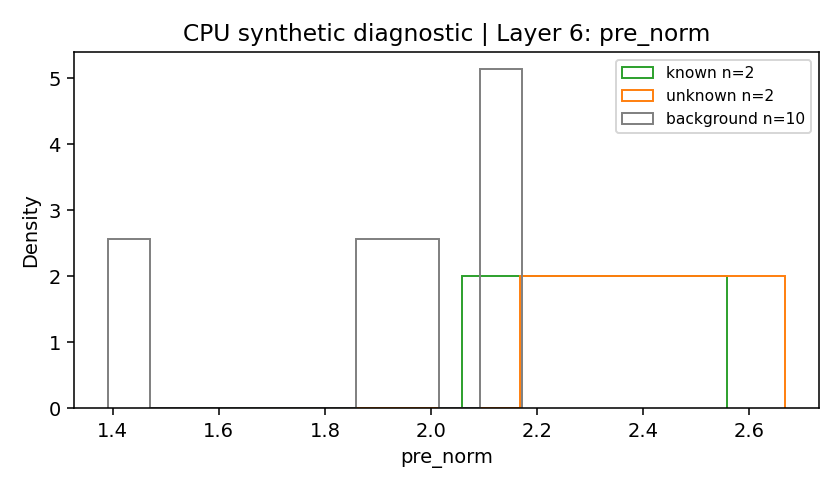 CPU synthetic diagnostic | Layer 6: pre_norm
known n=2
unknown n=2
background n=10
Density
5
4
3
2
1
0
1.4 1.6 1.8 2.0 2.2 2.4 2.6
pre_norm